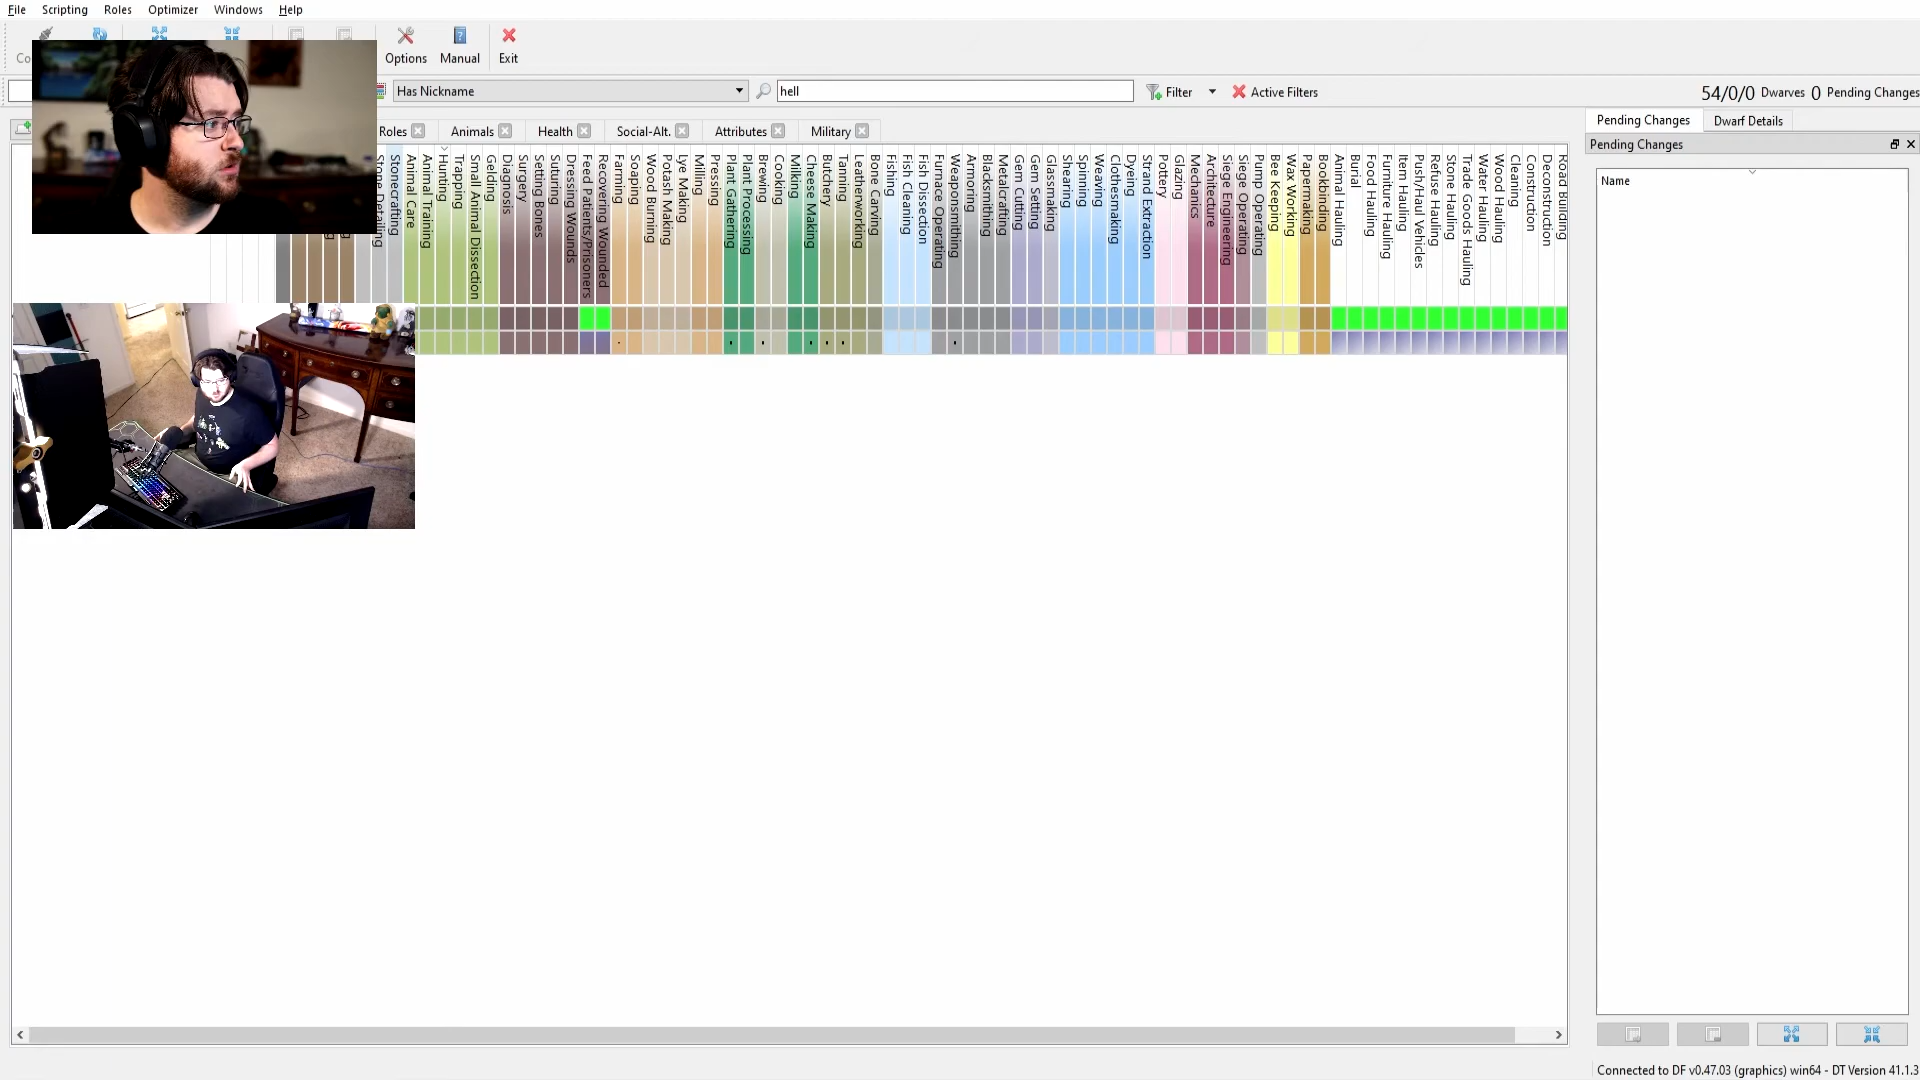 File Scripting Roles Optimizer Windows Help
Co
Options Manual Exit
Has Nickname
hell
Filter
Active Filters
54/0/0 Dwarves 0 Pending Changes
Roles Animals Health Social-Alt. Attributes Military
Pending Changes Dwarf Details
Pending Changes
Name
Stone Detailing
Stonecrafting
Animal Care
Animal Training
Hunting
Trapping
Small Animal Dissection
Gelding
Diagnosis
Surgery
Setting Bones
Suturing
Dressing Wounds
Feed Patients/Prisoners
Recovering Wounded
Farming
Soaping
Wood Burning
Potash Making
Lye Making
Milling
Pressing
Plant Gathering
Plant Processing
Brewing
Cooking
Milking
Cheese Making
Butchery
Tanning
Leatherworking
Bone Carving
Fishing
Fish Cleaning
Fish Dissection
Furnace Operating
Weaponsmithing
Armoring
Blacksmithing
Metalcrafting
Gem Cutting
Gem Setting
Glassmaking
Shearing
Spinning
Weaving
Clothesmaking
Dyeing
Strand Extraction
Pottery
Glazing
Mechanics
Architecture
Siege Engineering
Siege Operating
Pump Operating
Bee Keeping
Wax Working
Papermaking
Bookbinding
Animal Hauling
Burial
Food Hauling
Furniture Hauling
Item Hauling
Push/Haul Vehicles
Refuse Hauling
Stone Hauling
Trade Goods Hauling
Water Hauling
Wood Hauling
Cleaning
Construction
Deconstruction
Road Building
Connected to DF v0.47.03 (graphics) win64 - DT Version 41.1.3